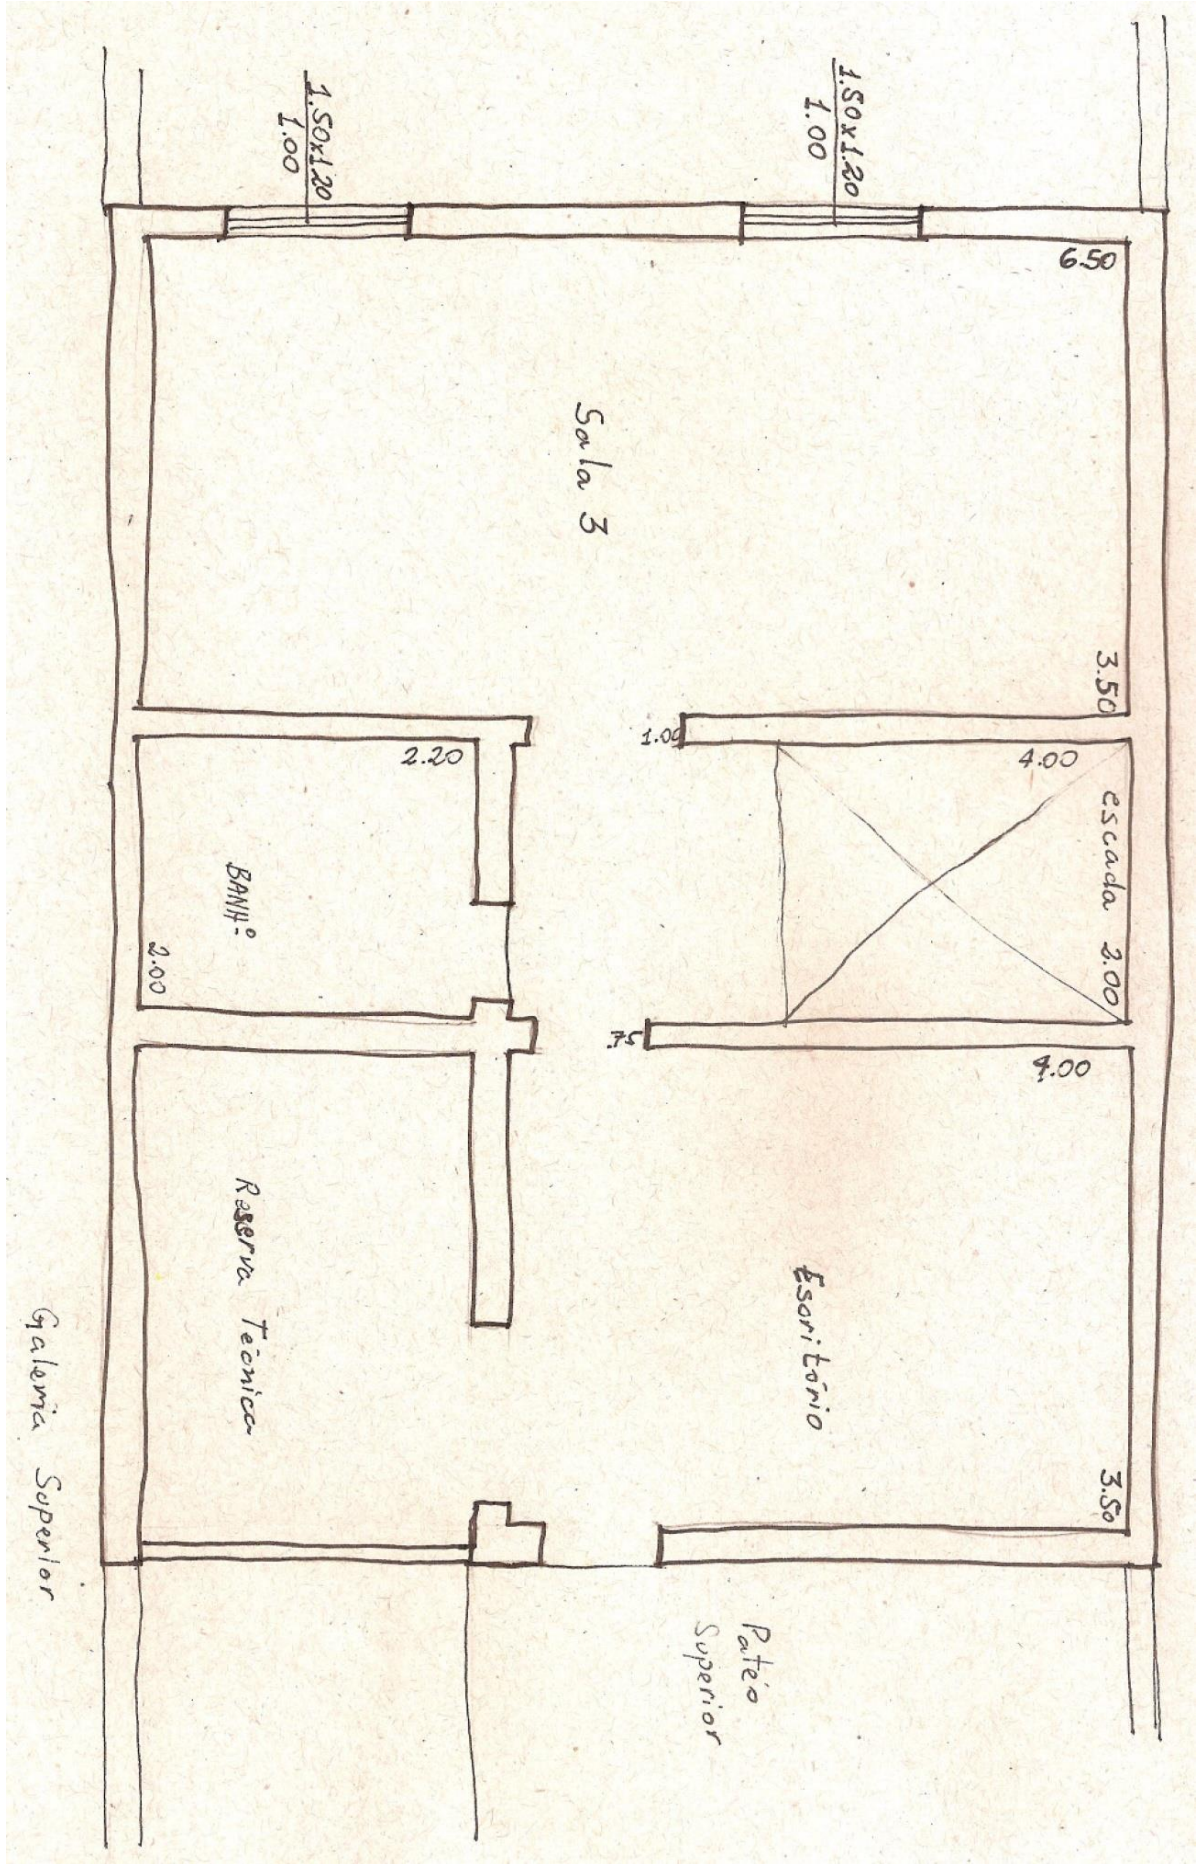 1.50x1.20
1.00
1.50x1.20
1.00
6.50
Sala 3
3.50
1.00
4.00
2.20
escada 2.00
BANHº
2.00
.75
4.00
Reserva Técnica
Escritório
3.50
Galeria Superior
Patéo
Superior